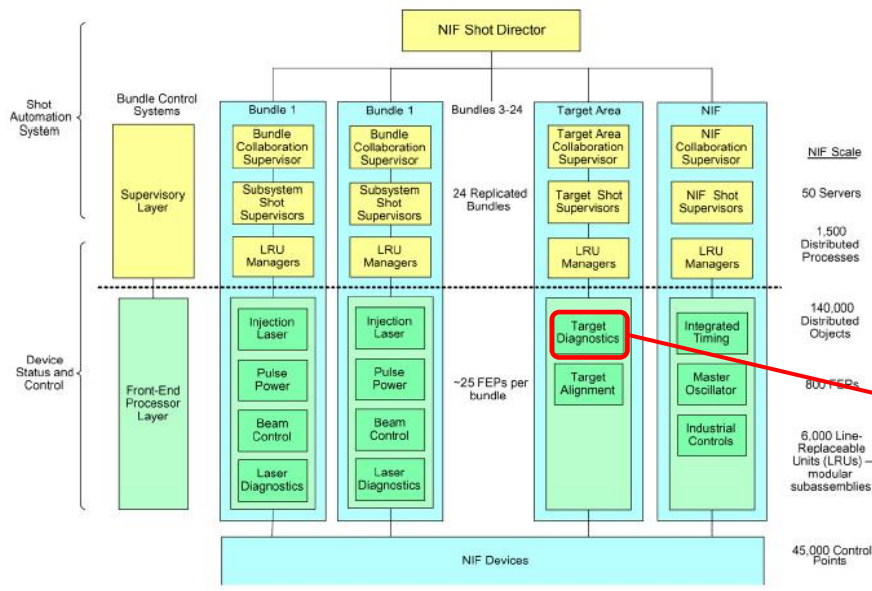 NIF Shot Director
Shot
Automation
System
Bundle Control
Systems
Supervisory
Layer
Device
Status and
Control
Front-End
Processor
Layer
Bundle 1
Bundle
Collaboration
Supervisor
Subsystem
Shot
Supervisors
LRU
Managers
Injection
Laser
Pulse
Power
Beam
Control
Laser
Diagnostics
Bundle 1
Bundle
Collaboration
Supervisor
Subsystem
Shot
Supervisors
LRU
Managers
Injection
Laser
Pulse
Power
Beam
Control
Laser
Diagnostics
Bundles 3-24
24 Replicated
Bundles
~25 FEPs per
bundle
Target Area
Target Area
Collaboration
Supervisor
Target Shot
Supervisors
LRU
Managers
Target
Diagnostics
Target
Alignment
NIF
NIF
Collaboration
Supervisor
NIF Shot
Supervisors
LRU
Managers
Integrated
Timing
Master
Oscillator
Industrial
Controls
NIF Scale
50 Servers
1,500
Distributed
Processes
140,000
Distributed
Objects
800 FEPs
6,000 Line-
Replaceable
Units (LRUs) –
modular
subassemblies
45,000 Control
Points
NIF Devices